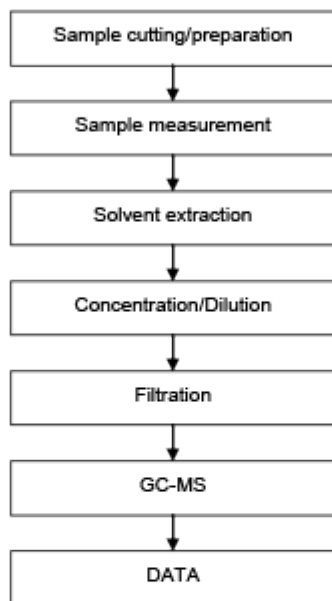 Sample cutting/preparation
Sample measurement
Solvent extraction
Concentration/Dilution
Filtration
GC-MS
DATA